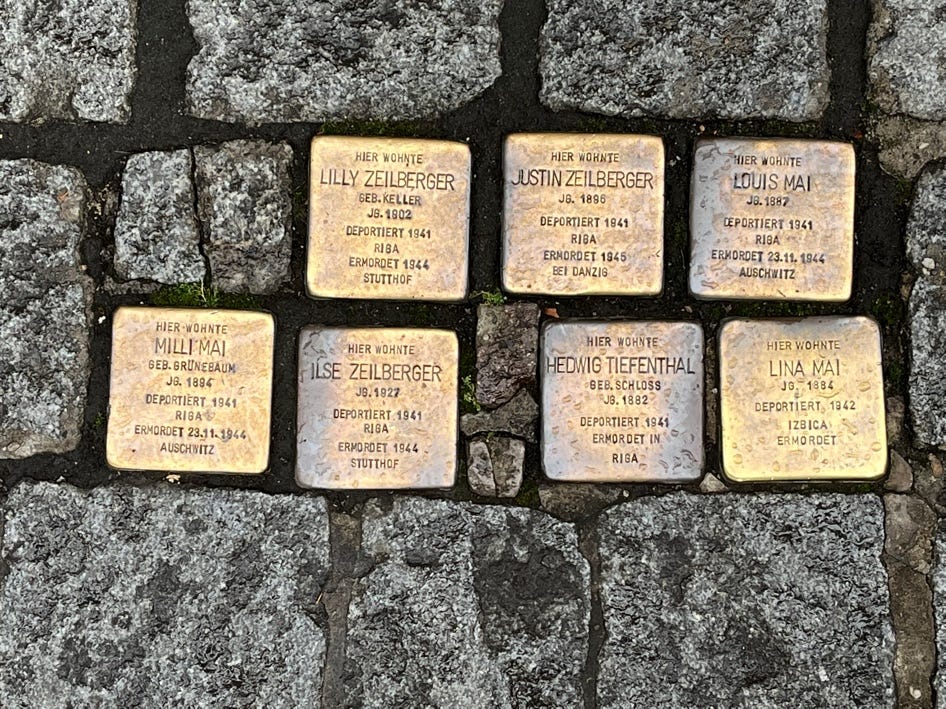 HIER WOHNTE
LILLY ZEILBERGER
GEB. KELLER
JG. 1902
DEPORTIERT 1941
RIGA
ERMORDET 1944
STUTTHOF
HIER WOHNTE
JUSTIN ZEILBERGER
JG. 1896
DEPORTIERT 1941
RIGA
ERMORDET 1945
BEI DANZIG
HIER WOHNTE
LOUIS MAI
JG. 1887
DEPORTIERT 1941
RIGA
ERMORDET 23.11.1944
AUSCHWITZ
HIER WOHNTE
MILLI MAI
GEB. GRÜNEBAUM
JG. 1894
DEPORTIERT 1941
RIGA
ERMORDET 23.11.1944
AUSCHWITZ
HIER WOHNTE
ILSE ZEILBERGER
JG. 1927
DEPORTIERT 1941
RIGA
ERMORDET 1944
STUTTHOF
HIER WOHNTE
HEDWIG TIEFENTHAL
GEB. SCHLOSS
JG. 1882
DEPORTIERT 1941
ERMORDET IN
RIGA
HIER WOHNTE
LINA MAI
JG. 1884
DEPORTIERT 1942
IZBICA
ERMORDET